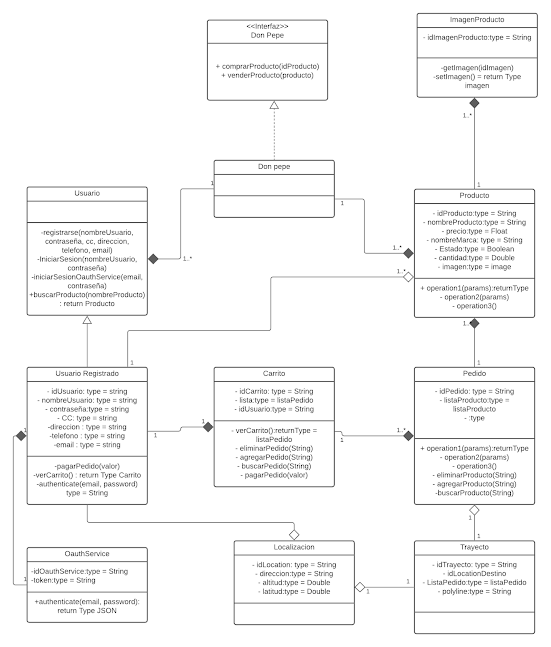 <<Interfaz>>
Don Pepe
+ comprarProducto(idProducto)
+ venderProducto(producto)
ImagenProducto
- idImagenProducto:type = String
-getImagen(idImagen)
-setImagen() = return Type
imagen
1..*
1
Don pepe
1
1
1..*
1..*
1..*
Usuario
-registrarse(nombreUsuario,
contraseña, cc, direccion,
telefono, email)
-IniciarSesion(nombreUsuario,
contraseña)
-iniciarSesionOauthService(email,
contraseña)
+buscarProducto(nombreProducto)
: return Producto
Producto
- idProducto:type = String
- nombreProducto:type = String
- precio:type = Float
- nombreMarca: type = String
- Estado:type = Boolean
- cantidad:type = Double
- imagen:type = image
+ operation1(params):returnType
- operation2(params)
- operation3()
1..*
1
1
Usuario Registrado
- idUsuario: type = string
- nombreUsuario: type = string
- contraseña:type = string
- CC: type = string
-direccion : type = string
-telefono : type = string
-email : type = string
-pagarPedido(valor)
-verCarrito() : return Type Carrito
-authenticate(email, password)
type = String
1
1
1
Carrito
- idCarrito: type = String
- lista:type = listaPedido
- idUsuario:type = String
- verCarrito():returnType =
listaPedido
- eliminarPedido(String)
- agregarPedido(String)
- buscarPedido(String)
- pagarPedido(valor)
1
1..*
Pedido
- idPedido: type = String
- listaProducto:type =
listaProducto
- :type
+ operation1(params):returnType
- operation2(params)
- operation3()
- eliminarProducto(String)
- agregarProducto(String)
-buscarProducto(String)
1
1
OauthService
-idOauthService:type = String
-token:type = String
+authenticate(email, password):
return Type JSON
1
Localizacion
- idLocation: type = String
- direccion:type = String
- altitud:type = Double
- latitud:type = Double
1
1
Trayecto
- idTrayecto: type = String
- idLocationDestino
- ListaPedido:type = listaPedido
- polyline:type = String